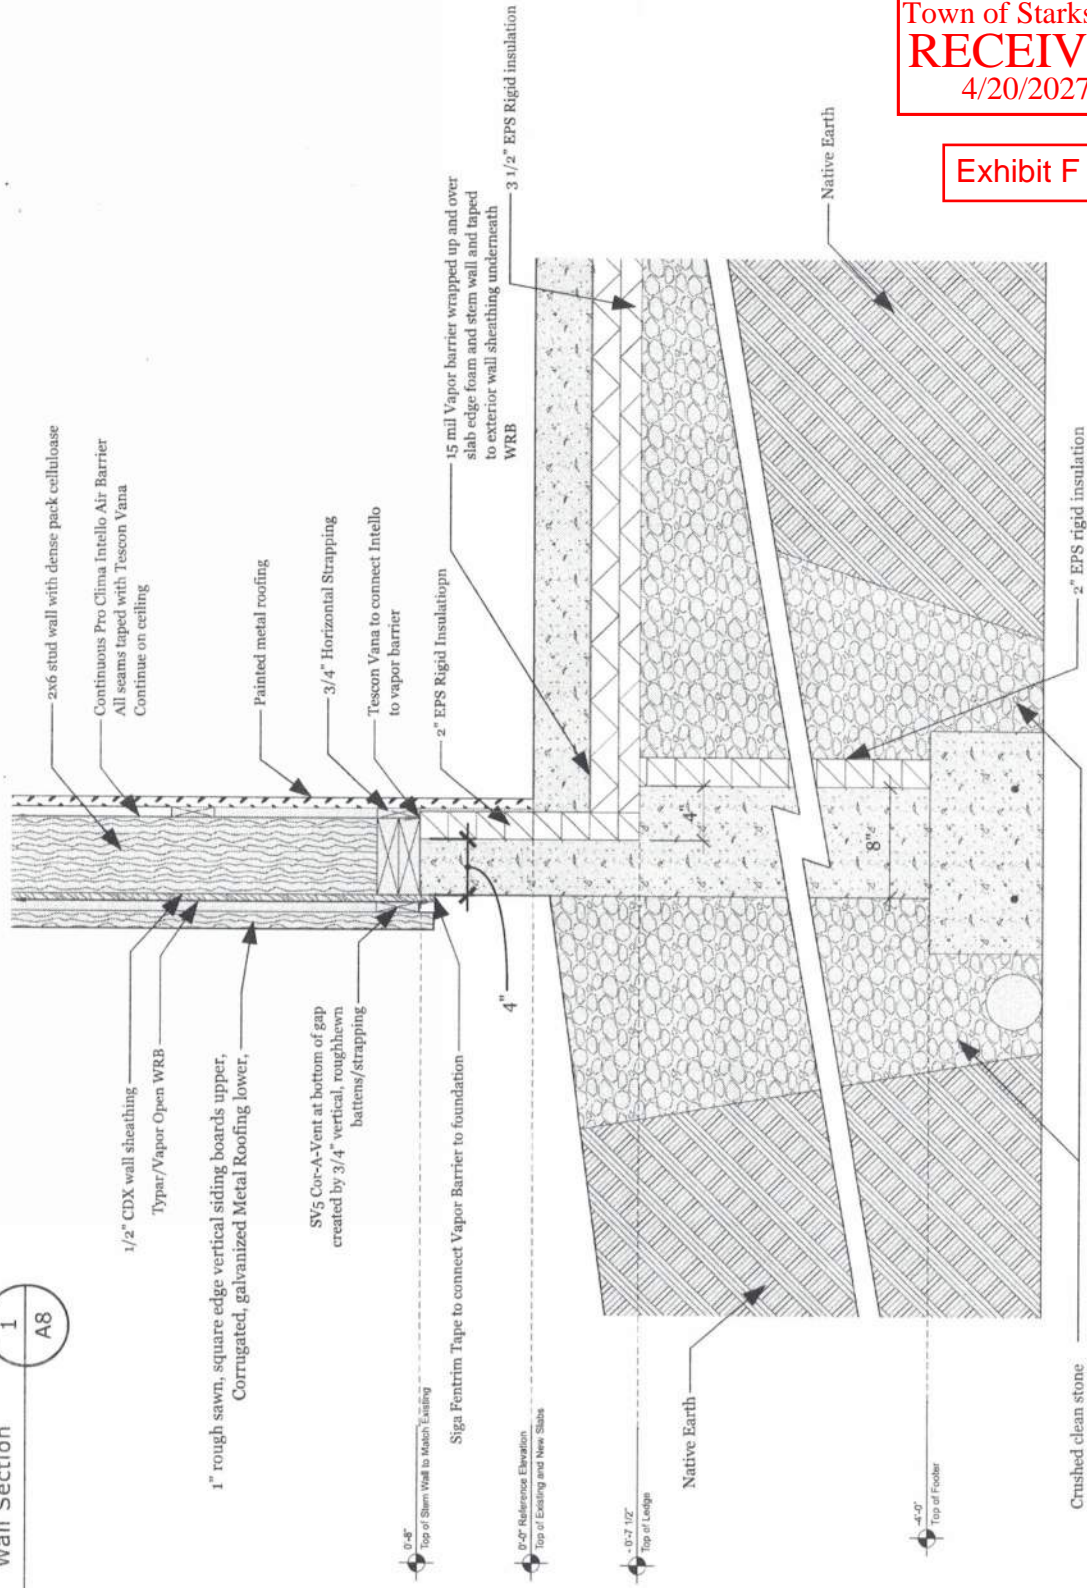 Wall Section
1
A8
Town of Starks
RECEIV
4/20/2027
Exhibit F
2x6 stud wall with dense pack celluloase
Continuous Pro Clima Intello Air Barrier
All seams taped with Tescon Vana
Continue on ceiling
Painted metal roofing
3/4" Horizontal Strapping
Tescon Vana to connect Intello
to vapor barrier
2" EPS Rigid Insulatiopn
15 mil Vapor barrier wrapped up and over
slab edge foam and stem wall and taped
to exterior wall sheathing underneath
WRB
3 1/2" EPS Rigid insulation
Native Earth
2" EPS rigid insulation
1/2" CDX wall sheathing
Typar/Vapor Open WRB
1" rough sawn, square edge vertical siding boards upper,
Corrugated, galvanized Metal Roofing lower,
SV5 Cor-A-Vent at bottom of gap
created by 3/4" vertical, roughhewn
battens/strapping
4"
Siga Fentrim Tape to connect Vapor Barrier to foundation
4"
8"
0'-8"
Top of Stem Wall to Match Existing
0'-0" Reference Elevation
Top of Existing and New Slabs
- 0'-7 1/2"
Top of Ledge
-4'-0"
Top of Footer
Native Earth
Crushed clean stone